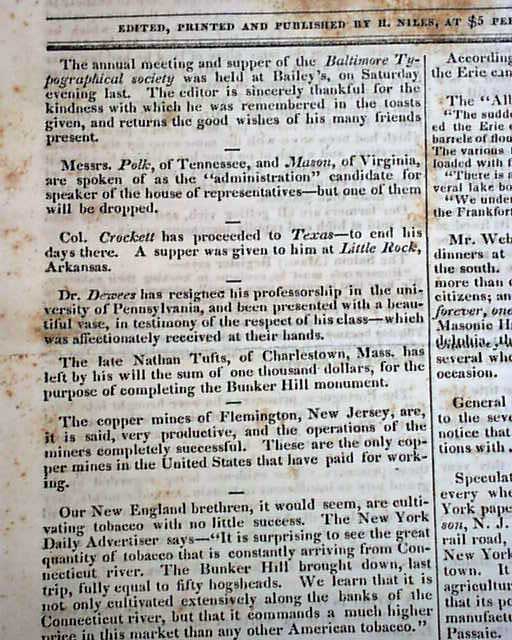 EDITED, PRINTED AND PUBLISHED BY H. NILES, AT $5 PER
The annual meeting and supper of the Baltimore Ty-
pographical society was held at Bailey's, on Saturday
evening last. The editor is sincerely thankful for the
kindness with which he was remembered in the toasts
given, and returns the good wishes of his many friends
present.
Messrs. Polk, of Tennessee, and Mason, of Virginia,
are spoken of as the "administration" candidate for
speaker of the house of representatives—but one of them
will be dropped.
Col. Crockett has proceeded to Texas—to end his
days there. A supper was given to him at Little Rock,
Arkansas.
Dr. Dewees has resigned his professorship in the uni-
versity of Pennsylvania, and been presented with a beau-
tiful vase, in testimony of the respect of his class—which
was affectionately received at their hands.
The late Nathan Tufts, of Charlestown, Mass. has
left by his will the sum of one thousand dollars, for the
purpose of completing the Bunker Hill monument.
The copper mines of Flemington, New Jersey, are,
it is said, very productive, and the operations of the
miners completely successful. These are the only cop-
per mines in the United States that have paid for work-
ing.
Our New England brethren, it would seem, are culti-
vating tobacco with no little success. The New York
Daily Advertiser says—"It is surprising to see the great
quantity of tobacco that is constantly arriving from Con-
necticut river. The Bunker Hill brought down, last
trip, fully equal to fifty hogsheads. We learn that it is
not only cultivated extensively along the banks of the
Connecticut river, but that it commands a much higher
price in this market than any other American tobacco."
According
the Erie can
The "All
"The sudd
ed the Erie
barrels of flou
The various
loaded with f
"There is a
veral lake bo
"We under
the Frankfort
Mr. Web
dinners at
the south.
more than
citizens; an
forever, one
Masonic H
several who
occasion.
General
to the seve
notice that
tions with
Speculat
every whe
York pape
son, N. J.
rail road,
New York
town. It
agricultur
that its po
manufact
Passaic.